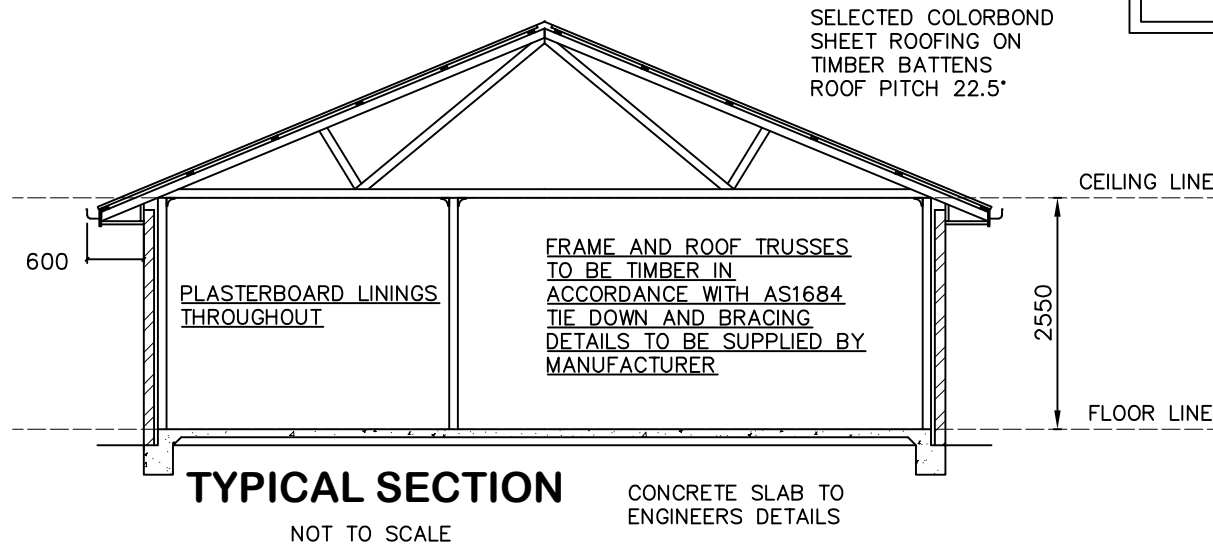 SELECTED COLORBOND
SHEET ROOFING ON
TIMBER BATTENS
ROOF PITCH 22.5°
CEILING LINE
600
PLASTERBOARD LININGS
THROUGHOUT
FRAME AND ROOF TRUSSES
TO BE TIMBER IN
ACCORDANCE WITH AS1684
TIE DOWN AND BRACING
DETAILS TO BE SUPPLIED BY
MANUFACTURER
2550
FLOOR LINE
TYPICAL SECTION
NOT TO SCALE
CONCRETE SLAB TO
ENGINEERS DETAILS